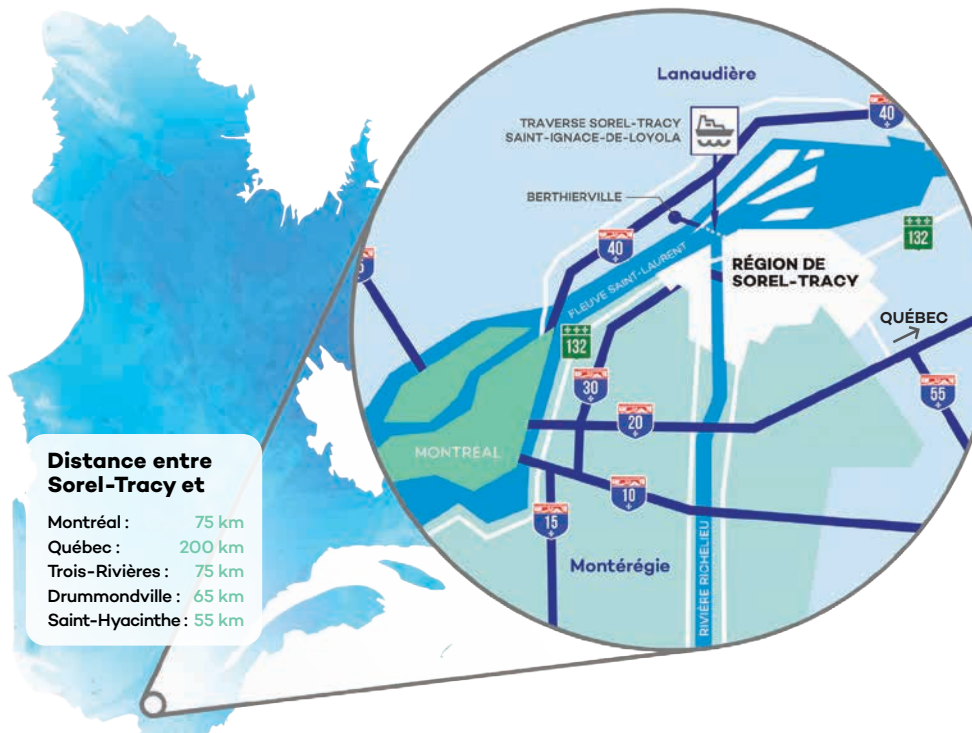 Lanaudière
40
TRAVERSE SOREL-TRACY
SAINT-IGNACE-DE-LOYOLA
BERTHIERVILLE
132
40
FLEUVE SAINT-LAURENT
RÉGION DE
SOREL-TRACY
QUÉBEC
132
30
55
20
MONTRÉAL
10
15
Montérégie
RIVIÈRE RICHELIEU
Distance entre
Sorel-Tracy et
Montréal : 75 km
Québec : 200 km
Trois-Rivières : 75 km
Drummondville : 65 km
Saint-Hyacinthe : 55 km